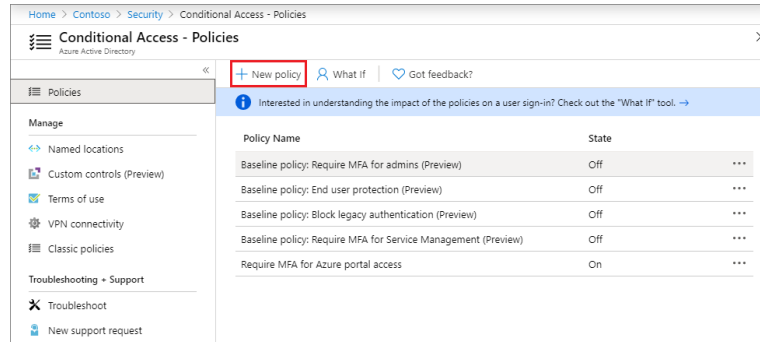 Home > Contoso > Security > Conditional Access - Policies
Conditional Access - Policies
Azure Active Directory
Policies
Manage
Named locations
Custom controls (Preview)
Terms of use
VPN connectivity
Classic policies
Troubleshooting + Support
Troubleshoot
New support request
New policy What If Got feedback?
Interested in understanding the impact of the policies on a user sign-in? Check out the "What If" tool. →
Policy Name State
Baseline policy: Require MFA for admins (Preview) Off
Baseline policy: End user protection (Preview) Off
Baseline policy: Block legacy authentication (Preview) Off
Baseline policy: Require MFA for Service Management (Preview) Off
Require MFA for Azure portal access On